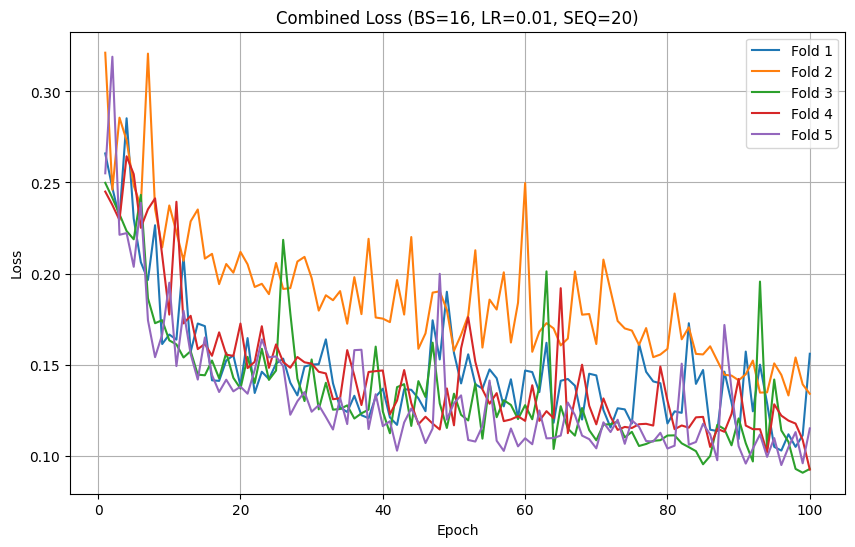 Combined Loss (BS=16, LR=0.01, SEQ=20)
Fold 1
Fold 2
Fold 3
Fold 4
Fold 5
0.30
0.25
0.20
0.15
0.10
Loss
0 20 40 60 80 100
Epoch